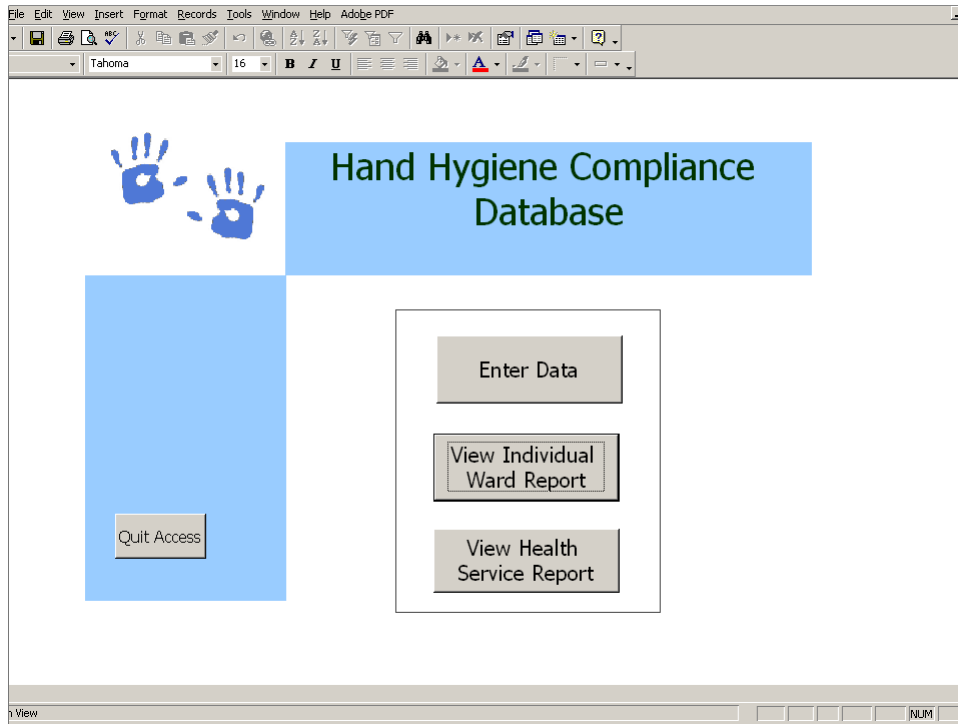 File Edit View Insert Format Records Tools Window Help Adobe PDF
Tahoma 16 B I U A
Hand Hygiene Compliance
Database
Enter Data
View Individual
Ward Report
View Health
Service Report
Quit Access
View NUM